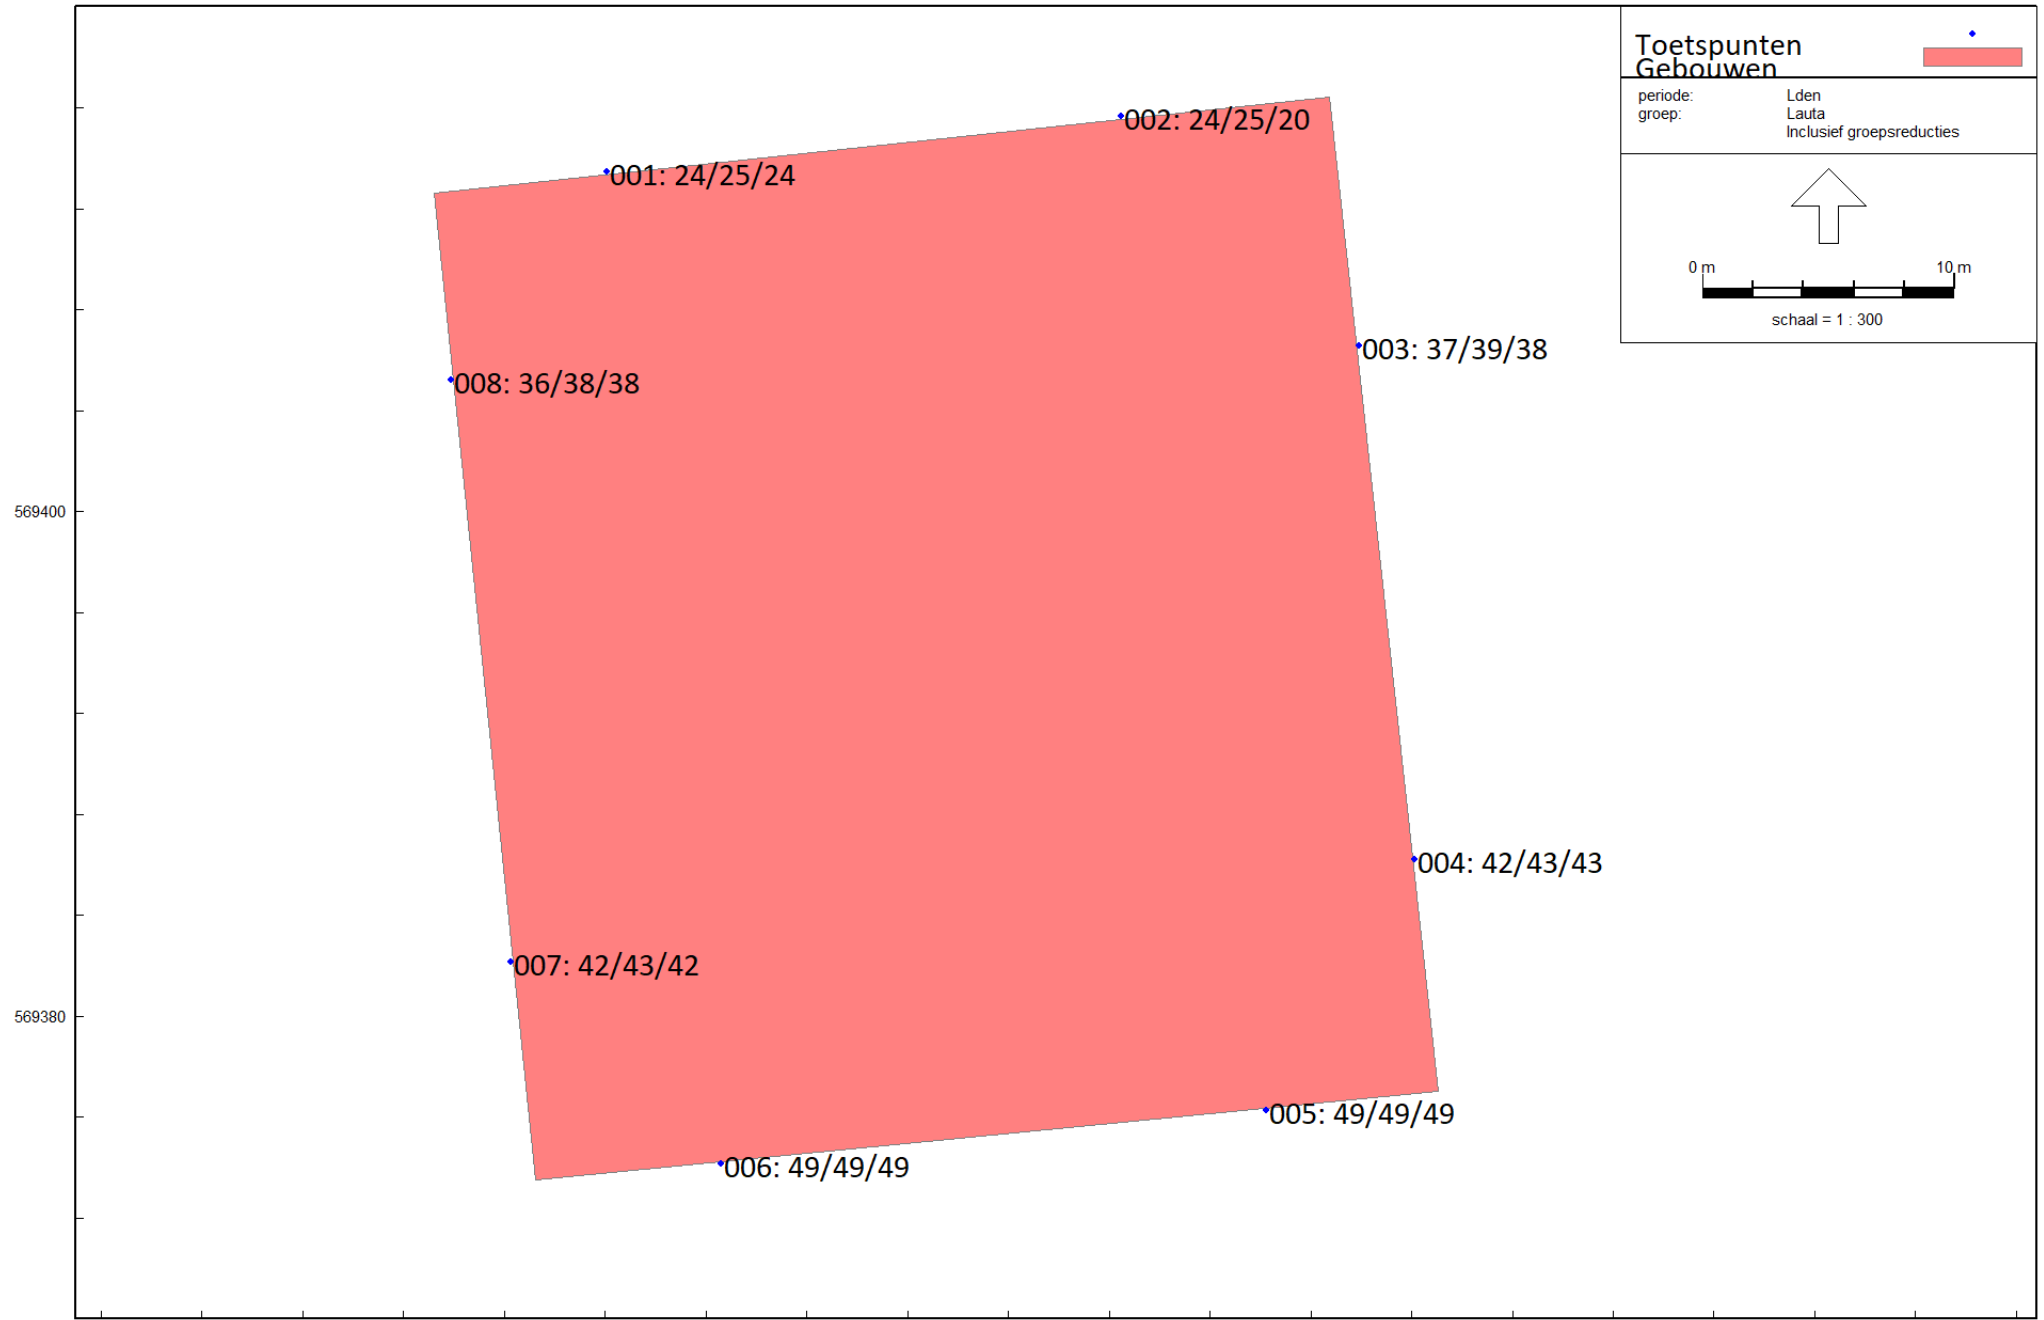 Toetspunten
Gebouwen
periode: Lden
groep: Lauta
Inclusief groepsreducties
0 m 10 m
schaal = 1 : 300
002: 24/25/20
001: 24/25/24
003: 37/39/38
008: 36/38/38
569400
004: 42/43/43
007: 42/43/42
569380
005: 49/49/49
006: 49/49/49